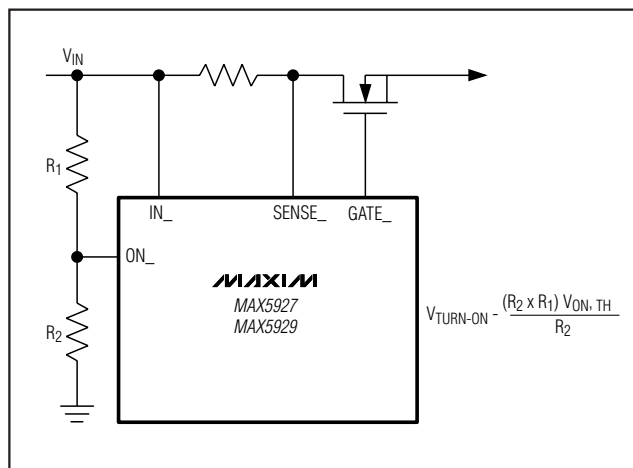 V_IN
R_1
IN_ SENSE_ GATE_
ON_
MAXIM
MAX5927
MAX5929
R_2
V_TURN-ON - (R_2 x R_1) V_ON, TH
R_2